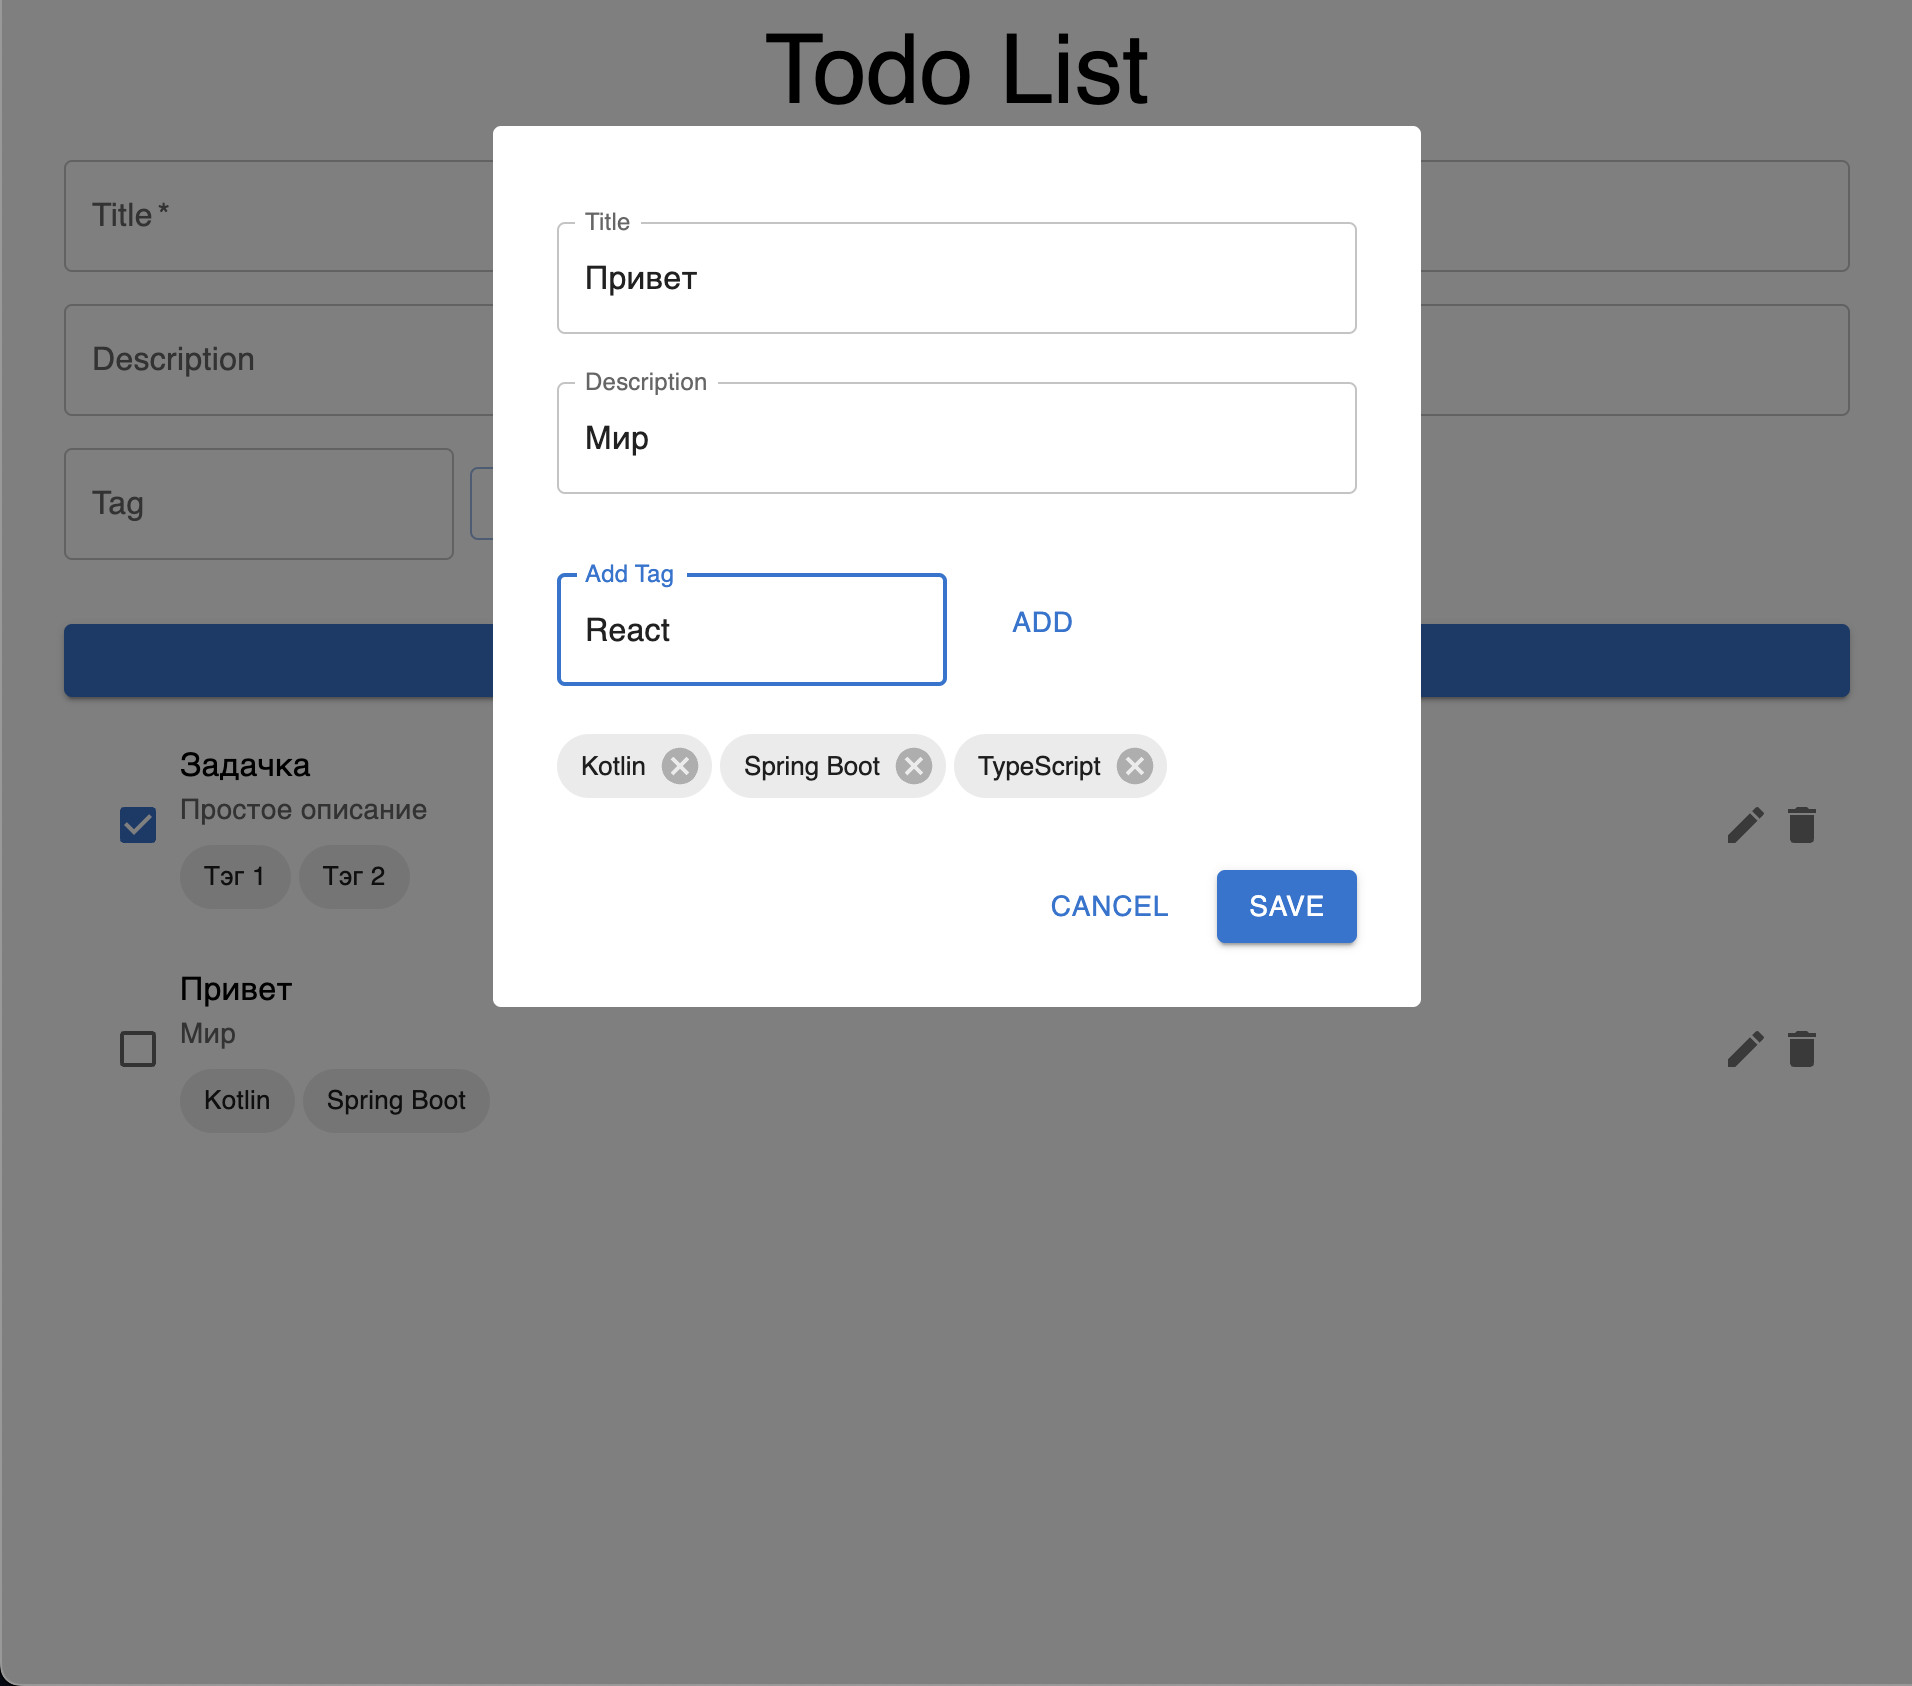 Todo List
Title *
Description
Tag
Title
Привет
Description
Мир
Add Tag
React
ADD
Kotlin Spring Boot TypeScript
CANCEL SAVE
Задачка
Простое описание
Тэг 1 Тэг 2
Привет
Мир
Kotlin Spring Boot